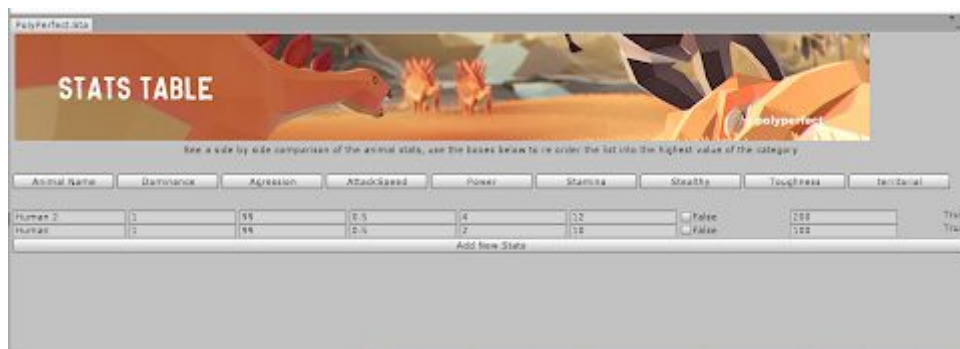 PolyPerfect.Sta
STATS TABLE
polyperfect
See a side by side comparison of the animal stats, use the boxes below to re order the list into the highest value of the category
Animal Name Dominance Agression AttackSpeed Power Stamina Stealthy Toughness territorial
Human 2 1 99 0.5 4 12 False 200 Tru
Human 1 99 0.5 2 10 False 100 Tru
Add New Stats